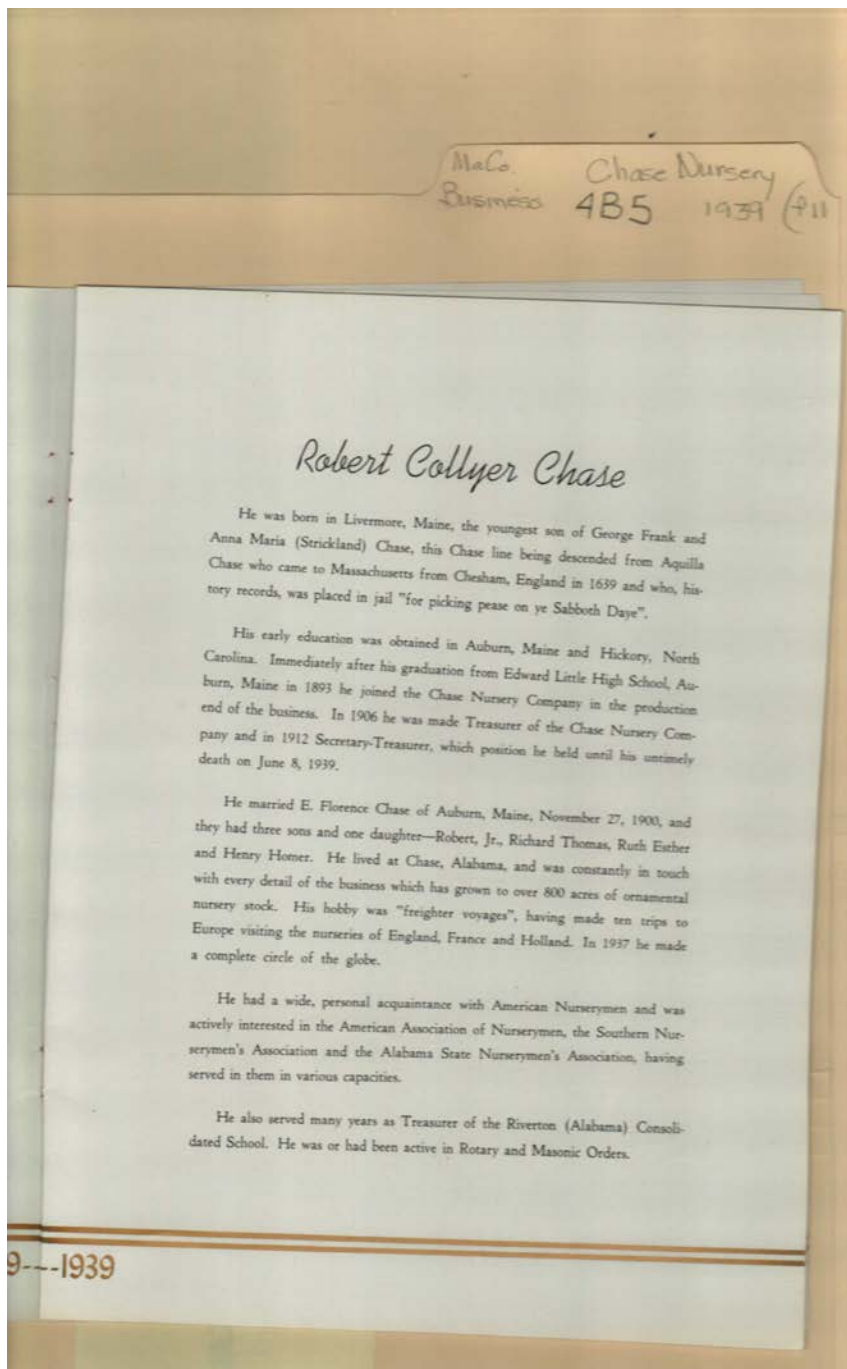 MaCo. Chase Nursery
Business 4B5 1939 (f11
Robert Collyer Chase
He was born in Livermore, Maine, the youngest son of George Frank and
Anna Maria (Strickland) Chase, this Chase line being descended from Aquilla
Chase who came to Massachusetts from Chesham, England in 1639 and who, his-
tory records, was placed in jail "for picking pease on ye Sabboth Daye".
His early education was obtained in Auburn, Maine and Hickory, North
Carolina. Immediately after his graduation from Edward Little High School, Au-
burn, Maine in 1893 he joined the Chase Nursery Company in the production
end of the business. In 1906 he was made Treasurer of the Chase Nursery Com-
pany and in 1912 Secretary-Treasurer, which position he held until his untimely
death on June 8, 1939.
He married E. Florence Chase of Auburn, Maine, November 27, 1900, and
they had three sons and one daughter—Robert, Jr., Richard Thomas, Ruth Esther
and Henry Homer. He lived at Chase, Alabama, and was constantly in touch
with every detail of the business which has grown to over 800 acres of ornamental
nursery stock. His hobby was "freighter voyages", having made ten trips to
Europe visiting the nurseries of England, France and Holland. In 1937 he made
a complete circle of the globe.
He had a wide, personal acquaintance with American Nurserymen and was
actively interested in the American Association of Nurserymen, the Southern Nur-
serymen's Association and the Alabama State Nurserymen's Association, having
served in them in various capacities.
He also served many years as Treasurer of the Riverton (Alabama) Consoli-
dated School. He was or had been active in Rotary and Masonic Orders.
9---1939